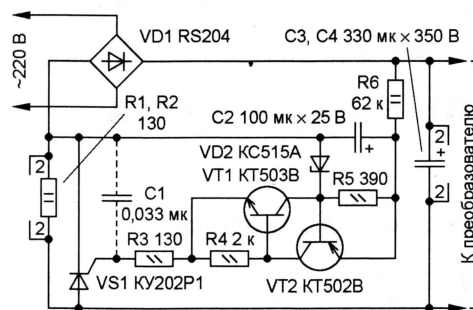 ~220 В
VD1 RS204
C3, C4 330 мк × 350 В
R1, R2
130
R6
62 к
C2 100 мк × 25 В
2
2
+
+
VD2 КС515А
VT1 КТ503В
R5 390
C1
0,033 мк
2
2
R3 130
R4 2 к
VS1 КУ202Р1
VT2 КТ502В
К преобразователю